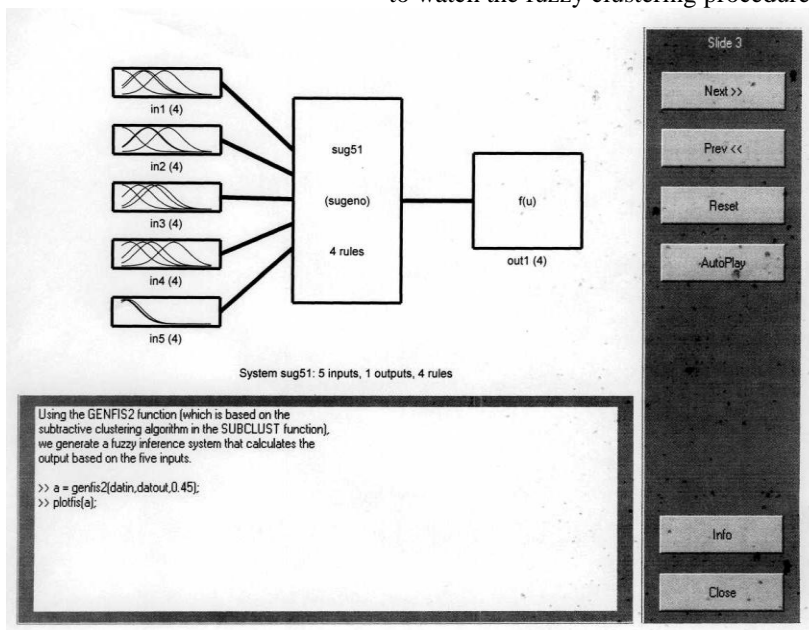 to watch the fuzzy clustering procedure
Slide 3
Next >>
Prev <<
Reset
AutoPlay
Info
Close
in1 (4)
in2 (4)
in3 (4)
in4 (4)
in5 (4)
sug51
(sugeno)
4 rules
f(u)
out1 (4)
System sug51: 5 inputs, 1 outputs, 4 rules
Using the GENFIS2 function (which is based on the
subtractive clustering algorithm in the SUBCLUST function),
we generate a fuzzy inference system that calculates the
output based on the five inputs.
>> a = genfis2(datin,datout,0.45);
>> plotfis(a);